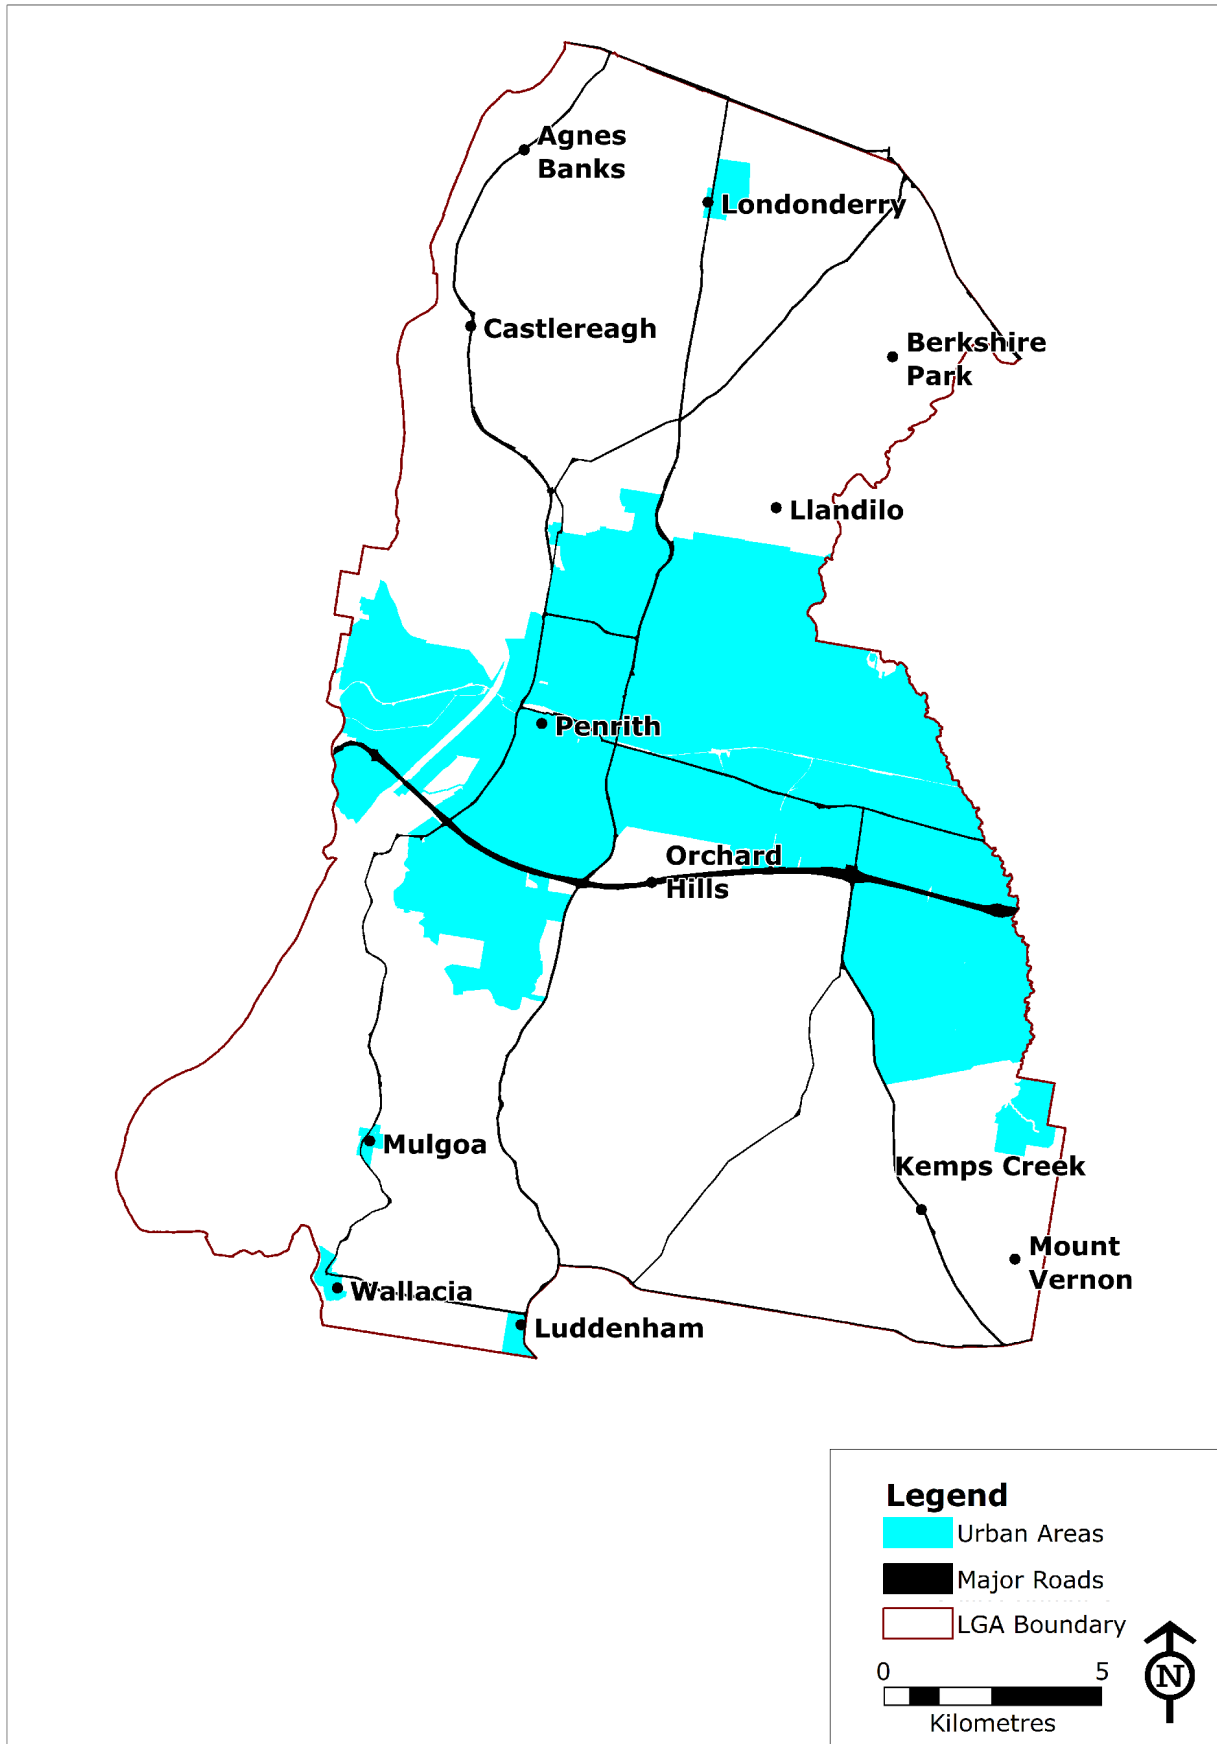 Agnes
Banks
Londonderry
Castlereagh
Berkshire
Park
Llandilo
Penrith
Orchard
Hills
Mulgoa
Kemps Creek
Mount
Vernon
Wallacia
Luddenham
Legend
Urban Areas
Major Roads
LGA Boundary
0 5
Kilometres
N